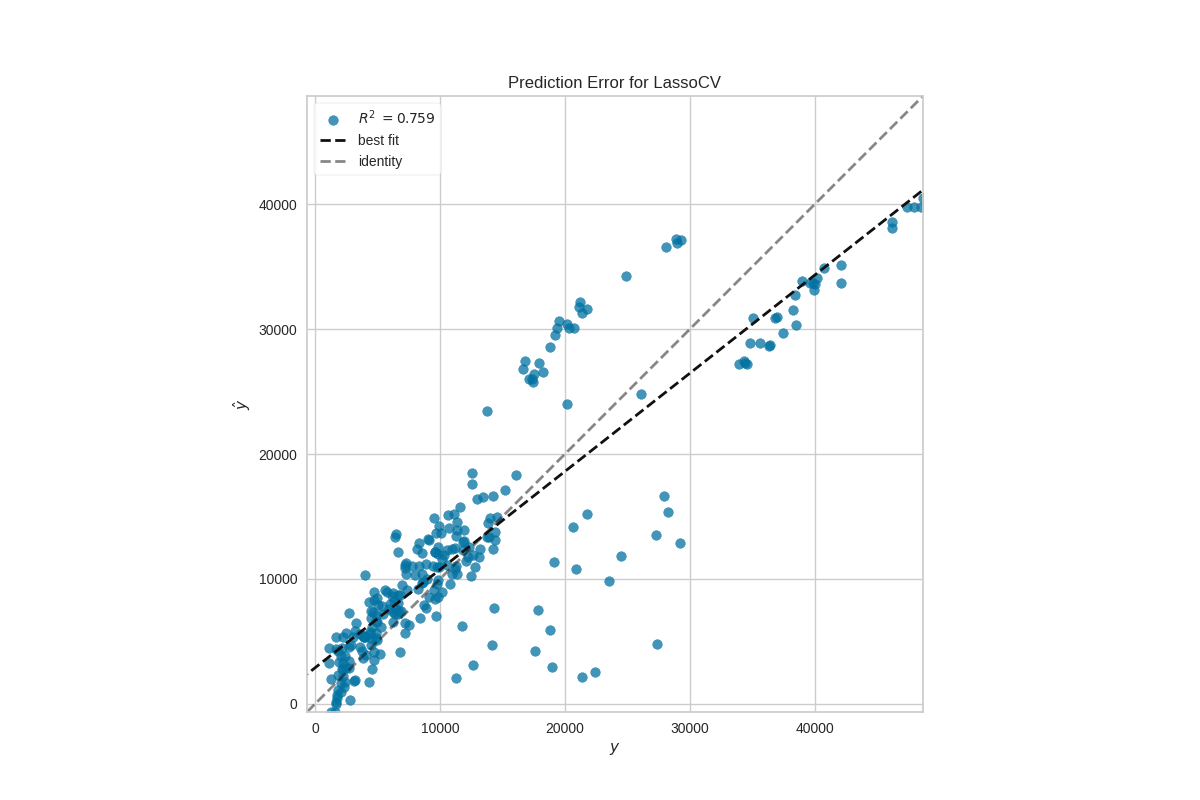 Prediction Error for LassoCV
R² = 0.759
best fit
identity
40000
30000
20000
10000
0
ŷ
0 10000 20000 30000 40000
y